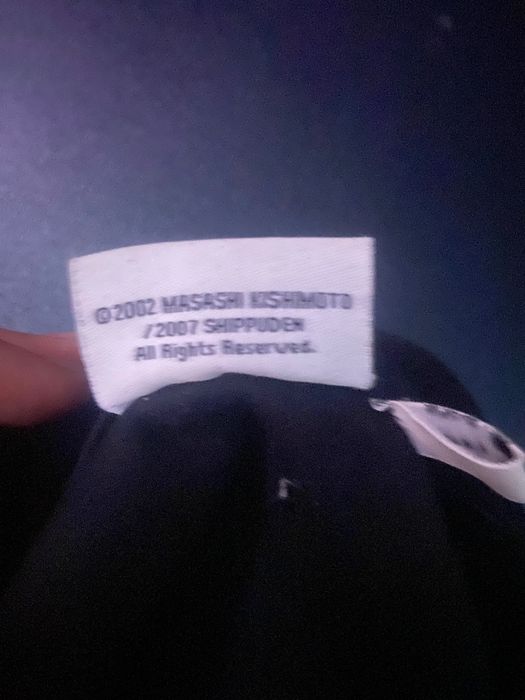 ©2002 MASASHI KISHIMOTO
/2007 SHIPPUDEN
All Rights Reserved.